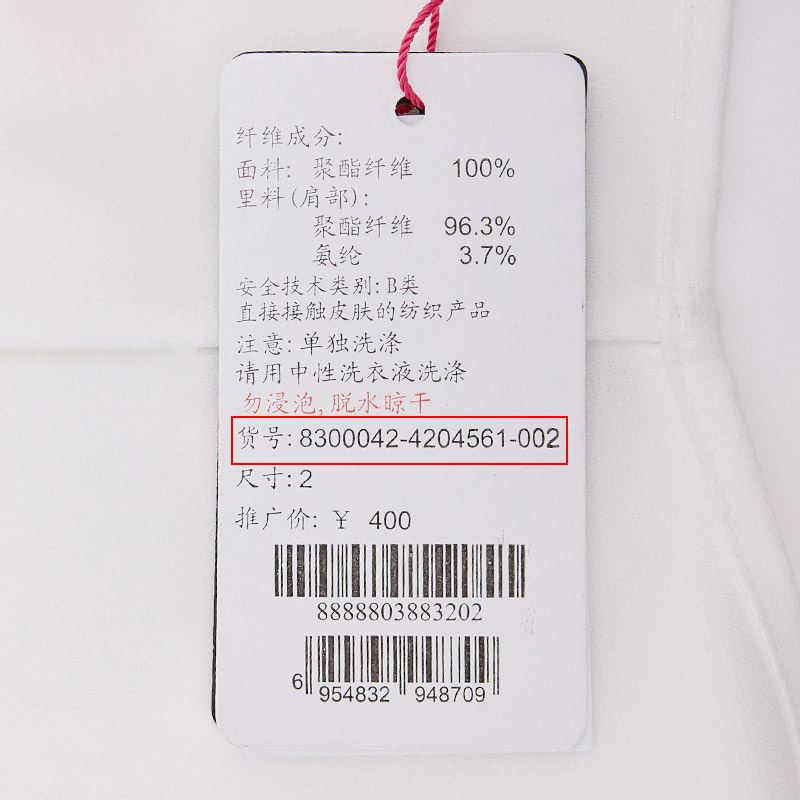 纤维成分:
面料: 聚酯纤维 100%
里料(肩部):
聚酯纤维 96.3%
氨纶 3.7%
安全技术类别: B类
直接接触皮肤的纺织产品
注意: 单独洗涤
请用中性洗衣液洗涤
勿浸泡, 脱水晾干
货号: 8300042-4204561-002
尺寸: 2
推广价: ¥ 400
8888803883202
6 954832 948709